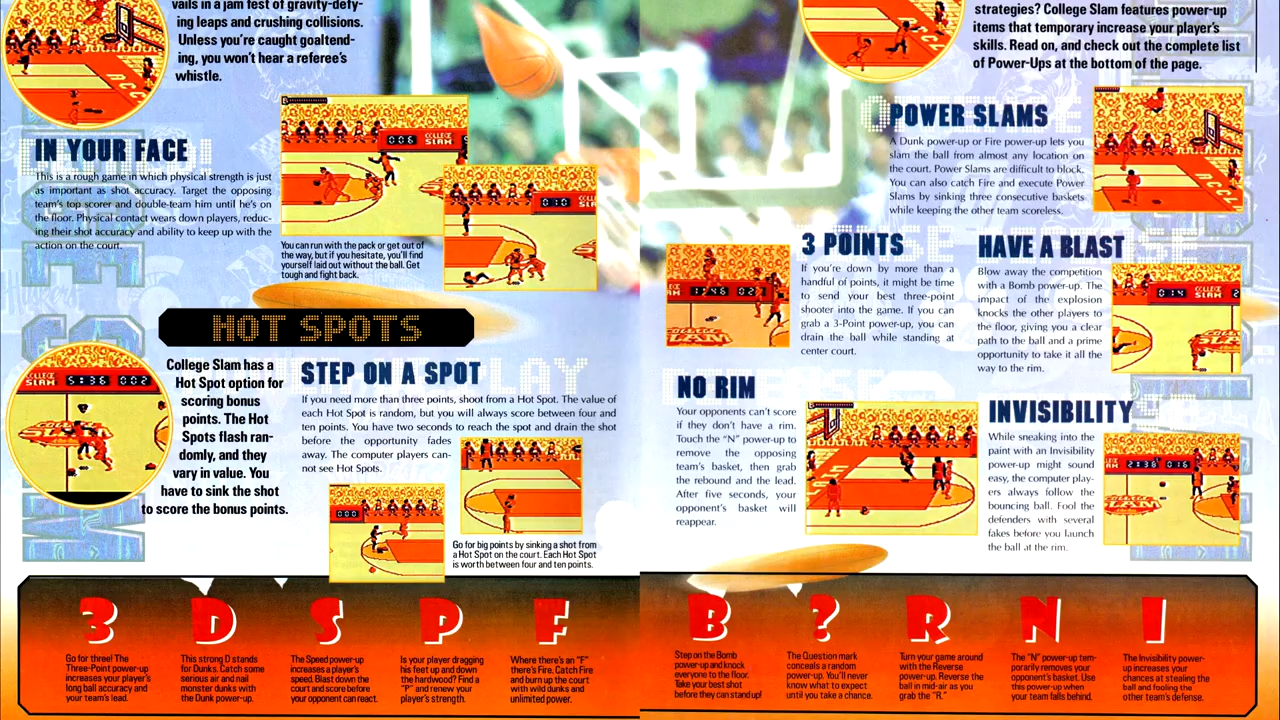 vails in a jam fest of gravity-defy-
ing leaps and crushing collisions.
Unless you're caught goaltend-
ing, you won't hear a referee's
whistle.
IN YOUR FACE
This is a rough game in which physical strength is just
as important as shot accuracy. Target the opposing
team's top scorer and double-team him until he's on
the floor. Physical contact wears down players, reduc-
ing their shot accuracy and ability to keep up with the
action on the court.
006
COLLEGE
SLAM
010
You can run with the pack or get out of
the way, but if you hesitate, you'll find
yourself laid out without the ball. Get
tough and fight back.
HOT SPOTS
COLLEGE
SLAM
5:36 002
College Slam has a
Hot Spot option for
scoring bonus
points. The Hot
Spots flash ran-
domly, and they
vary in value. You
have to sink the shot
to score the bonus points.
STEP ON A SPOT
If you need more than three points, shoot from a Hot Spot. The value of
each Hot Spot is random, but you will always score between four and
ten points. You have two seconds to reach the spot and drain the shot
before the opportunity fades
away. The computer players can-
not see Hot Spots.
000
Go for big points by sinking a shot from
a Hot Spot on the court. Each Hot Spot
is worth between four and ten points.
strategies? College Slam features power-up
items that temporary increase your player's
skills. Read on, and check out the complete list
of Power-Ups at the bottom of the page.
POWER SLAMS
A Dunk power-up or Fire power-up lets you
slam the ball from almost any location on
the court. Power Slams are difficult to block.
You can also catch Fire and execute Power
Slams by sinking three consecutive baskets
while keeping the other team scoreless.
3 POINTS
If you're down by more than a
handful of points, it might be time
to send your best three-point
shooter into the game. If you can
grab a 3-Point power-up, you can
drain the ball while standing at
center court.
HAVE A BLAST
Blow away the competition
with a Bomb power-up. The
impact of the explosion
knocks the other players to
the floor, giving you a clear
path to the ball and a prime
opportunity to take it all the
way to the rim.
014
NO RIM
Your opponents can't score
if they don't have a rim.
Touch the "N" power-up to
remove the opposing
team's basket, then grab
the rebound and the lead.
After five seconds, your
opponent's basket will
reappear.
INVISIBILITY
While sneaking into the
paint with an Invisibility
power-up might sound
easy, the computer play-
ers always follow the
bouncing ball. Fool the
defenders with several
fakes before you launch
the ball at the rim.
2:38 016
3 D S P F B ? R N I
Go for three! The
Three-Point power-up
increases your player's
long ball accuracy and
your team's lead.
This strong D stands
for Dunks. Catch some
serious air and nail
monster dunks with
the Dunk power-up.
The Speed power-up
increases a player's
speed. Blast down the
court and score before
your opponent can react.
Is your player dragging
his feet up and down
the hardwood? Find a
"P" and renew your
player's strength.
Where there's an "F"
there's Fire. Catch Fire
and burn up the court
with wild dunks and
unlimited power.
Step on the Bomb
power-up and knock
everyone to the floor.
Take your best shot
before they can stand up!
The Question mark
conceals a random
power-up. You'll never
know what to expect
until you take a chance.
Turn your game around
with the Reverse
power-up. Reverse the
ball in mid-air as you
grab the "R."
The "N" power-up tem-
porarily removes your
opponent's basket. Use
this power-up when
your team falls behind.
The Invisibility power-
up increases your
chances at stealing the
ball and fooling the
other team's defense.